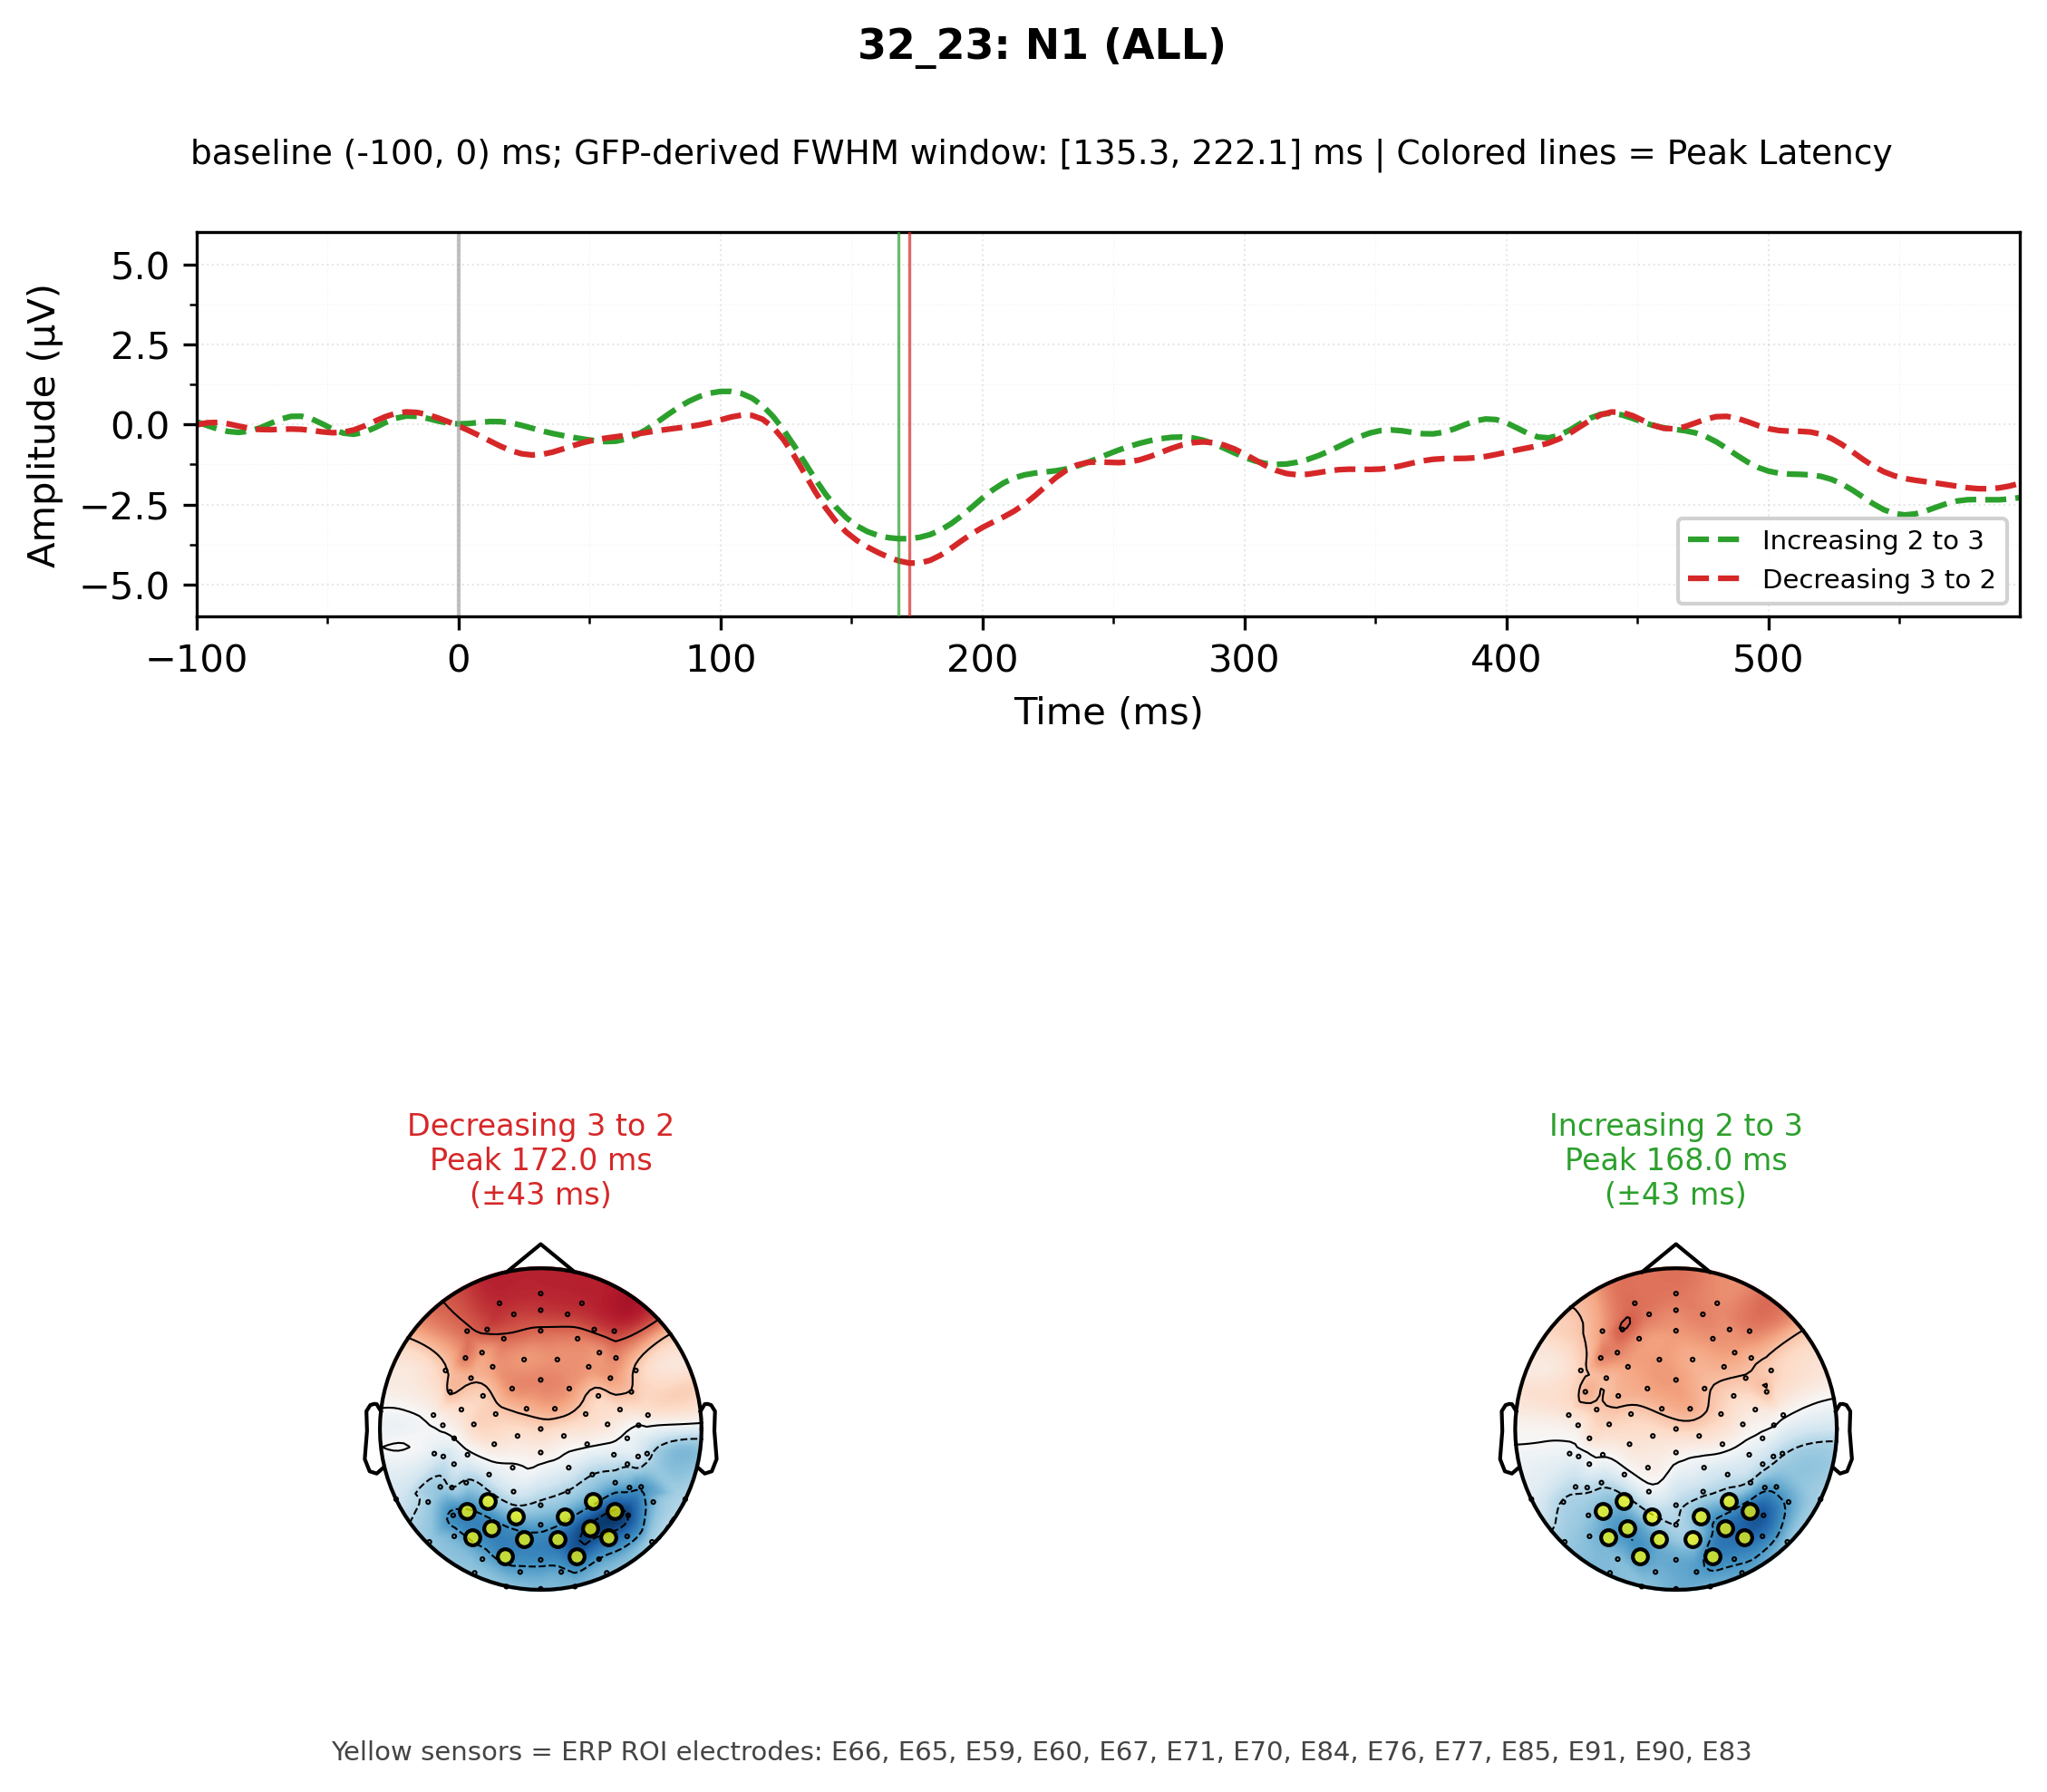 32_23: N1 (ALL)
baseline (-100, 0) ms; GFP-derived FWHM window: [135.3, 222.1] ms | Colored lines = Peak Latency
Amplitude (µV)
5.0
2.5
0.0
−2.5
−5.0
Increasing 2 to 3
Decreasing 3 to 2
−100 0 100 200 300 400 500
Time (ms)
Decreasing 3 to 2
Peak 172.0 ms
(±43 ms)
Increasing 2 to 3
Peak 168.0 ms
(±43 ms)
Yellow sensors = ERP ROI electrodes: E66, E65, E59, E60, E67, E71, E70, E84, E76, E77, E85, E91, E90, E83